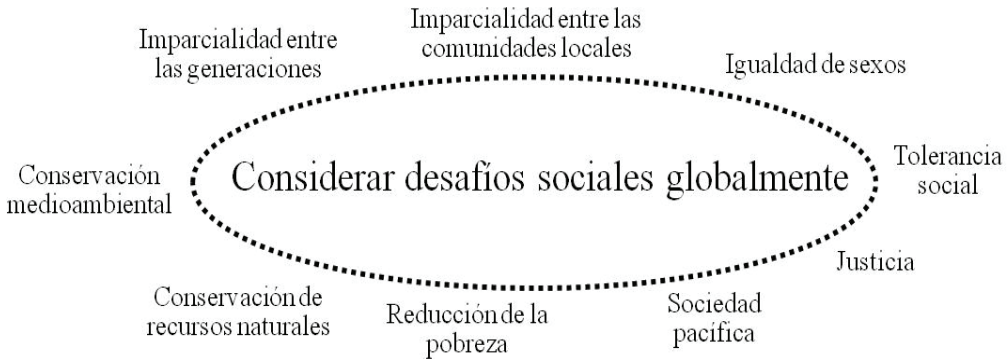 Imparcialidad entre
las generaciones
Imparcialidad entre las
comunidades locales
Igualdad de sexos
Tolerancia
social
Justicia
Sociedad
pacífica
Reducción de la
pobreza
Conservación de
recursos naturales
Conservación
medioambiental
Considerar desafíos sociales globalmente